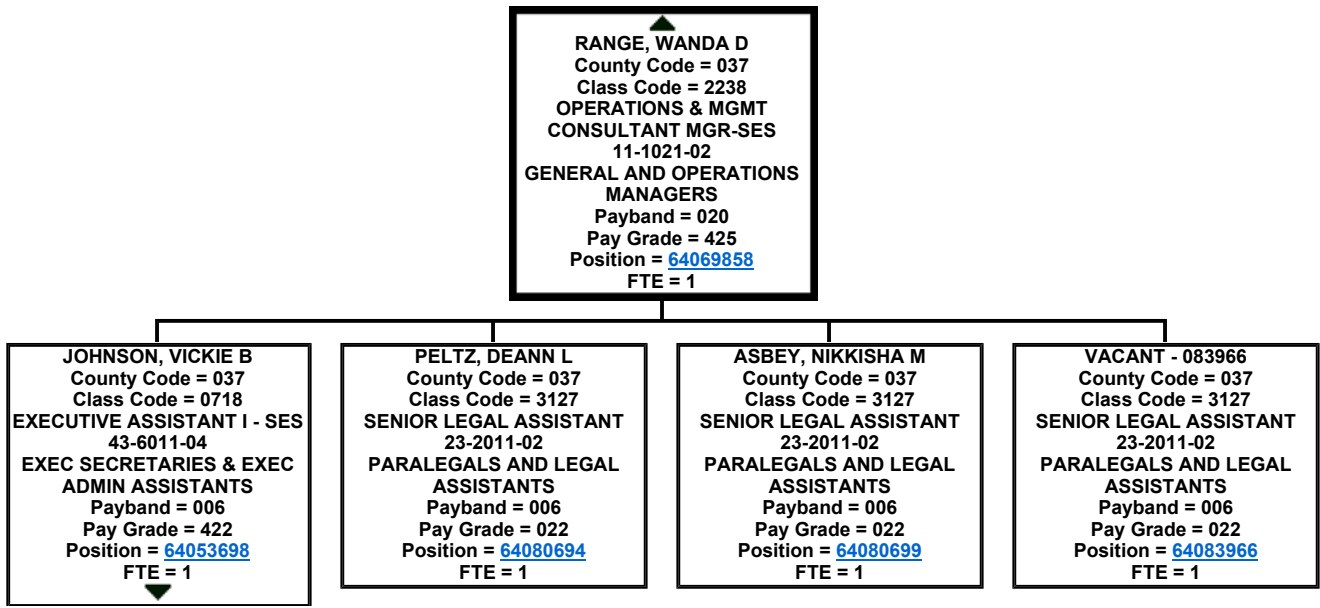 RANGE, WANDA D
County Code = 037
Class Code = 2238
OPERATIONS & MGMT
CONSULTANT MGR-SES
11-1021-02
GENERAL AND OPERATIONS
MANAGERS
Payband = 020
Pay Grade = 425
Position = 64069858
FTE = 1
JOHNSON, VICKIE B
County Code = 037
Class Code = 0718
EXECUTIVE ASSISTANT I - SES
43-6011-04
EXEC SECRETARIES & EXEC
ADMIN ASSISTANTS
Payband = 006
Pay Grade = 422
Position = 64053698
FTE = 1
PELTZ, DEANN L
County Code = 037
Class Code = 3127
SENIOR LEGAL ASSISTANT
23-2011-02
PARALEGALS AND LEGAL
ASSISTANTS
Payband = 006
Pay Grade = 022
Position = 64080694
FTE = 1
ASBEY, NIKKISHA M
County Code = 037
Class Code = 3127
SENIOR LEGAL ASSISTANT
23-2011-02
PARALEGALS AND LEGAL
ASSISTANTS
Payband = 006
Pay Grade = 022
Position = 64080699
FTE = 1
VACANT - 083966
County Code = 037
Class Code = 3127
SENIOR LEGAL ASSISTANT
23-2011-02
PARALEGALS AND LEGAL
ASSISTANTS
Payband = 006
Pay Grade = 022
Position = 64083966
FTE = 1